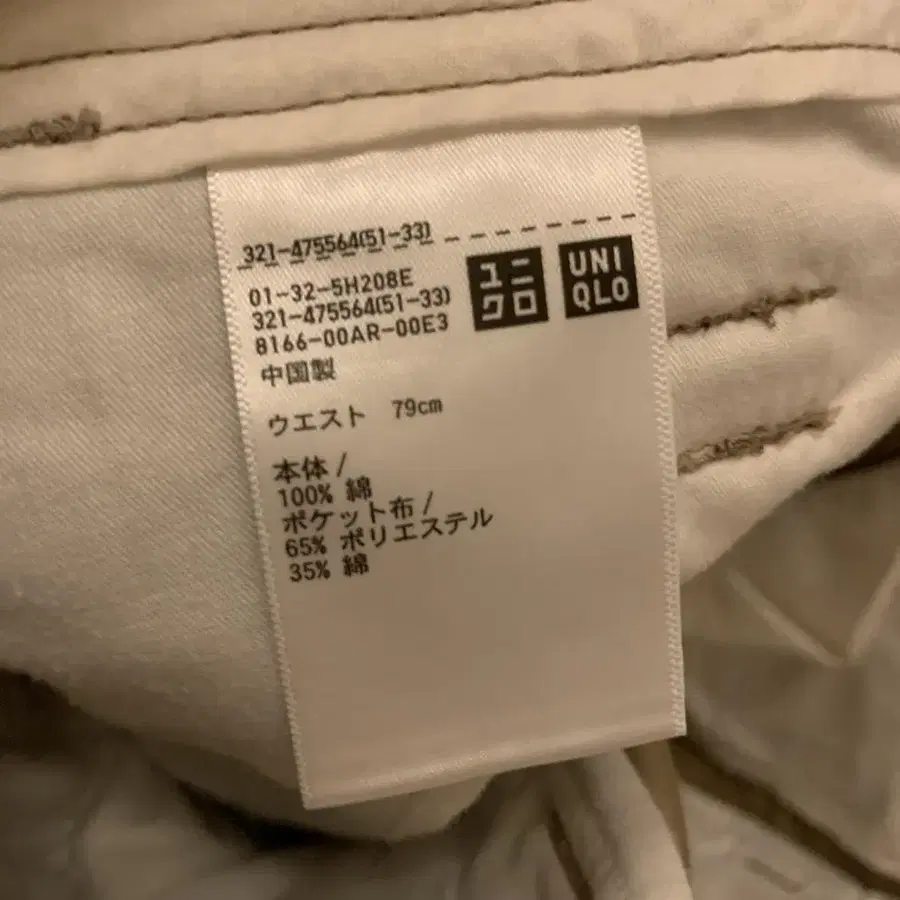 321-475564(51-33)
01-32-5H208E
321-475564(51-33)
8166-00AR-00E3
ユニ
クロ
UNI
QLO
中国製
ウエスト 79cm
本体/
100% 綿
ポケット布/
65% ポリエステル
35% 綿